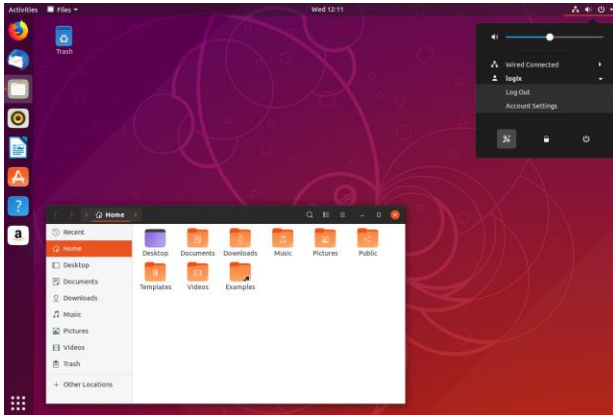 Activities Files Wed 12:11
Trash
Wired Connected
logix
Log Out
Account Settings
Home
Recent
Home
Desktop
Documents
Downloads
Music
Pictures
Videos
Trash
+ Other Locations
Desktop Documents Downloads Music Pictures Public
Templates Videos Examples
?
a